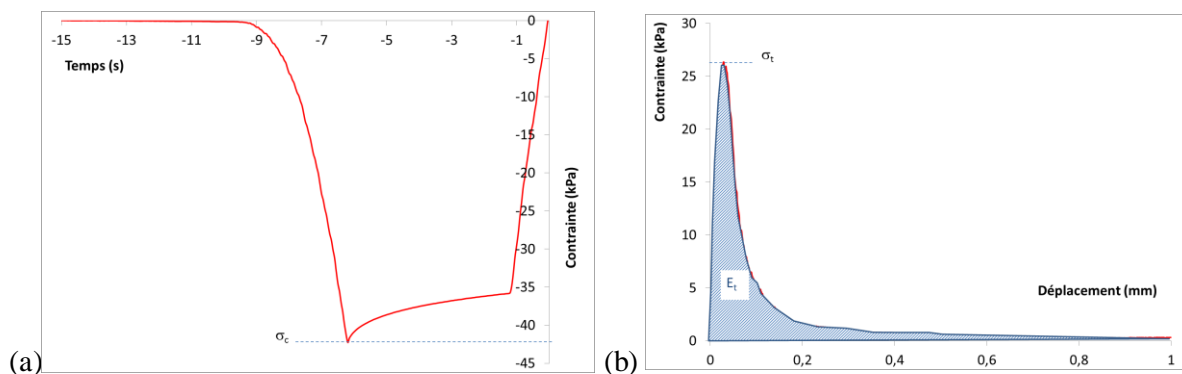 (a)
0
-15 -13 -11 -9 -7 -5 -3 -1
Temps (s)
-5
-10
-15
-20
-25
-30
-35
-40
-45
Contrainte (kPa)
σc
(b)
30
25
20
15
10
5
0
Contrainte (kPa)
σt
Et
Déplacement (mm)
0 0,2 0,4 0,6 0,8 1